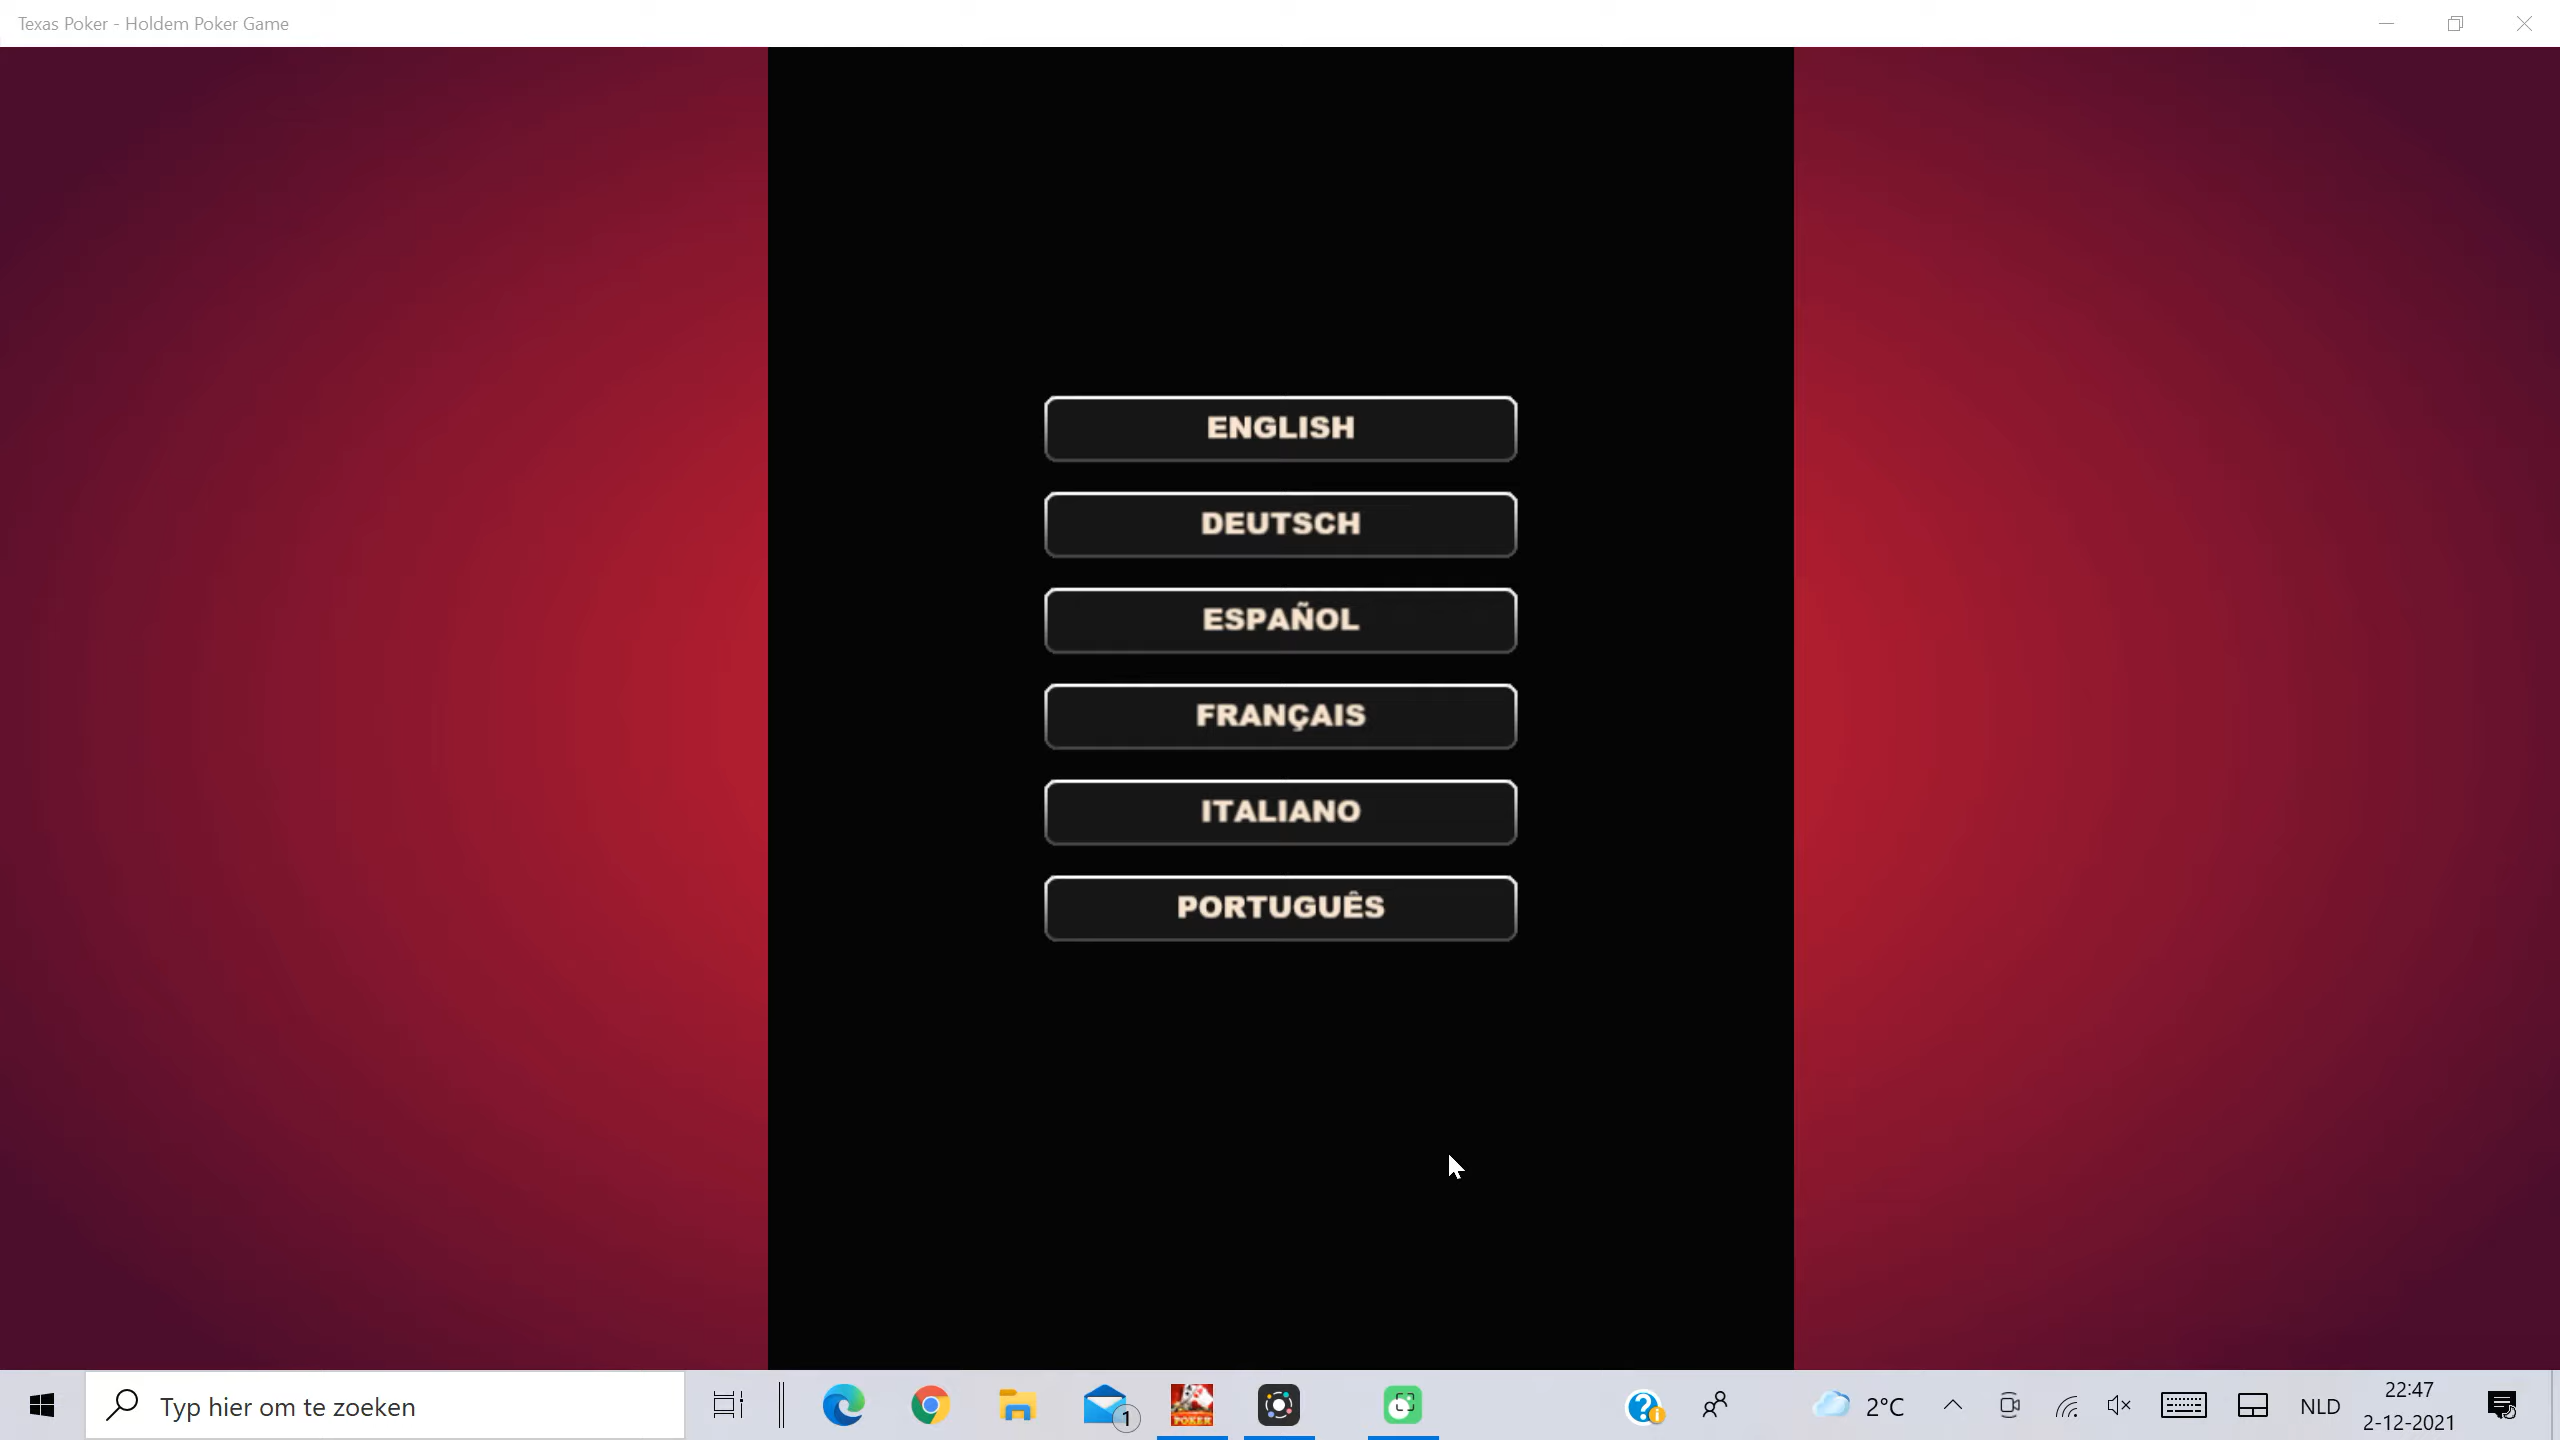 Texas Poker - Holdem Poker Game
ENGLISH
DEUTSCH
ESPAÑOL
FRANÇAIS
ITALIANO
PORTUGUÊS
Typ hier om te zoeken
1
POKER
2°C
NLD
22:47
2-12-2021